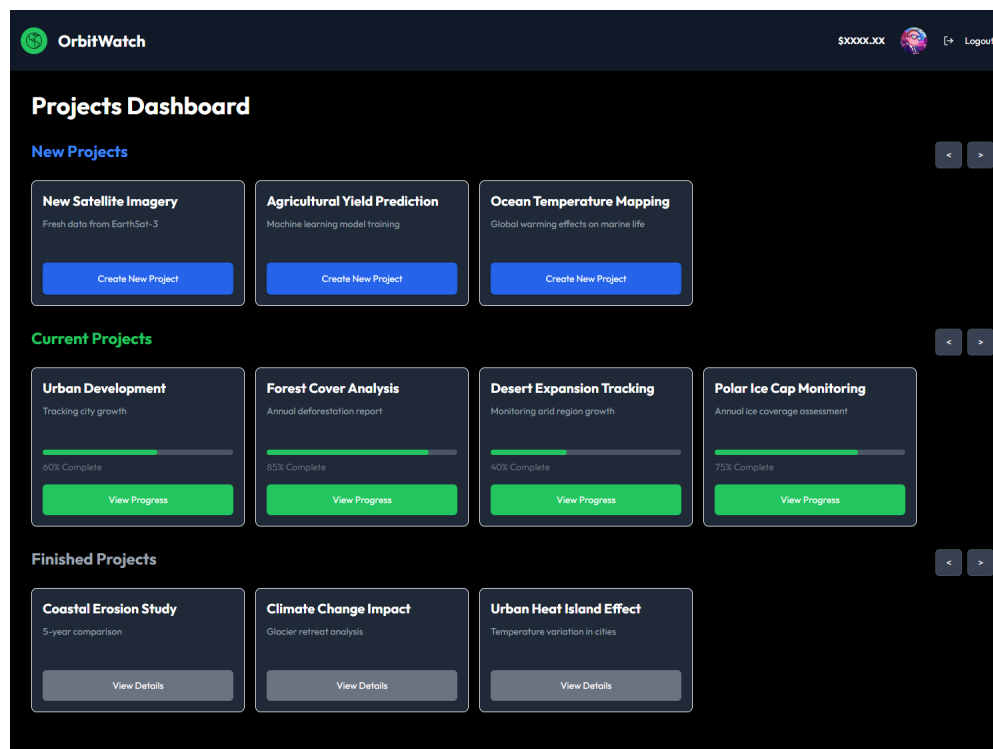 OrbitWatch
$XXXX.XX
Logout
Projects Dashboard
New Projects
< >
New Satellite Imagery
Fresh data from EarthSat-3
Create New Project
Agricultural Yield Prediction
Machine learning model training
Create New Project
Ocean Temperature Mapping
Global warming effects on marine life
Create New Project
Current Projects
< >
Urban Development
Tracking city growth
60% Complete
View Progress
Forest Cover Analysis
Annual deforestation report
85% Complete
View Progress
Desert Expansion Tracking
Monitoring arid region growth
40% Complete
View Progress
Polar Ice Cap Monitoring
Annual ice coverage assessment
75% Complete
View Progress
Finished Projects
< >
Coastal Erosion Study
5-year comparison
View Details
Climate Change Impact
Glacier retreat analysis
View Details
Urban Heat Island Effect
Temperature variation in cities
View Details